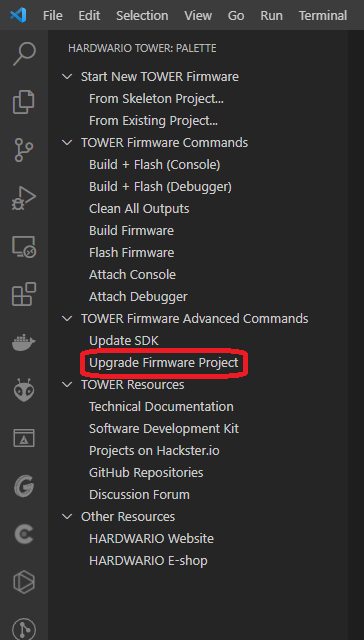 File Edit Selection View Go Run Terminal
HARDWARIO TOWER: PALETTE
Start New TOWER Firmware
From Skeleton Project...
From Existing Project...
TOWER Firmware Commands
Build + Flash (Console)
Build + Flash (Debugger)
Clean All Outputs
Build Firmware
Flash Firmware
Attach Console
Attach Debugger
TOWER Firmware Advanced Commands
Update SDK
Upgrade Firmware Project
TOWER Resources
Technical Documentation
Software Development Kit
Projects on Hackster.io
GitHub Repositories
Discussion Forum
Other Resources
HARDWARIO Website
HARDWARIO E-shop